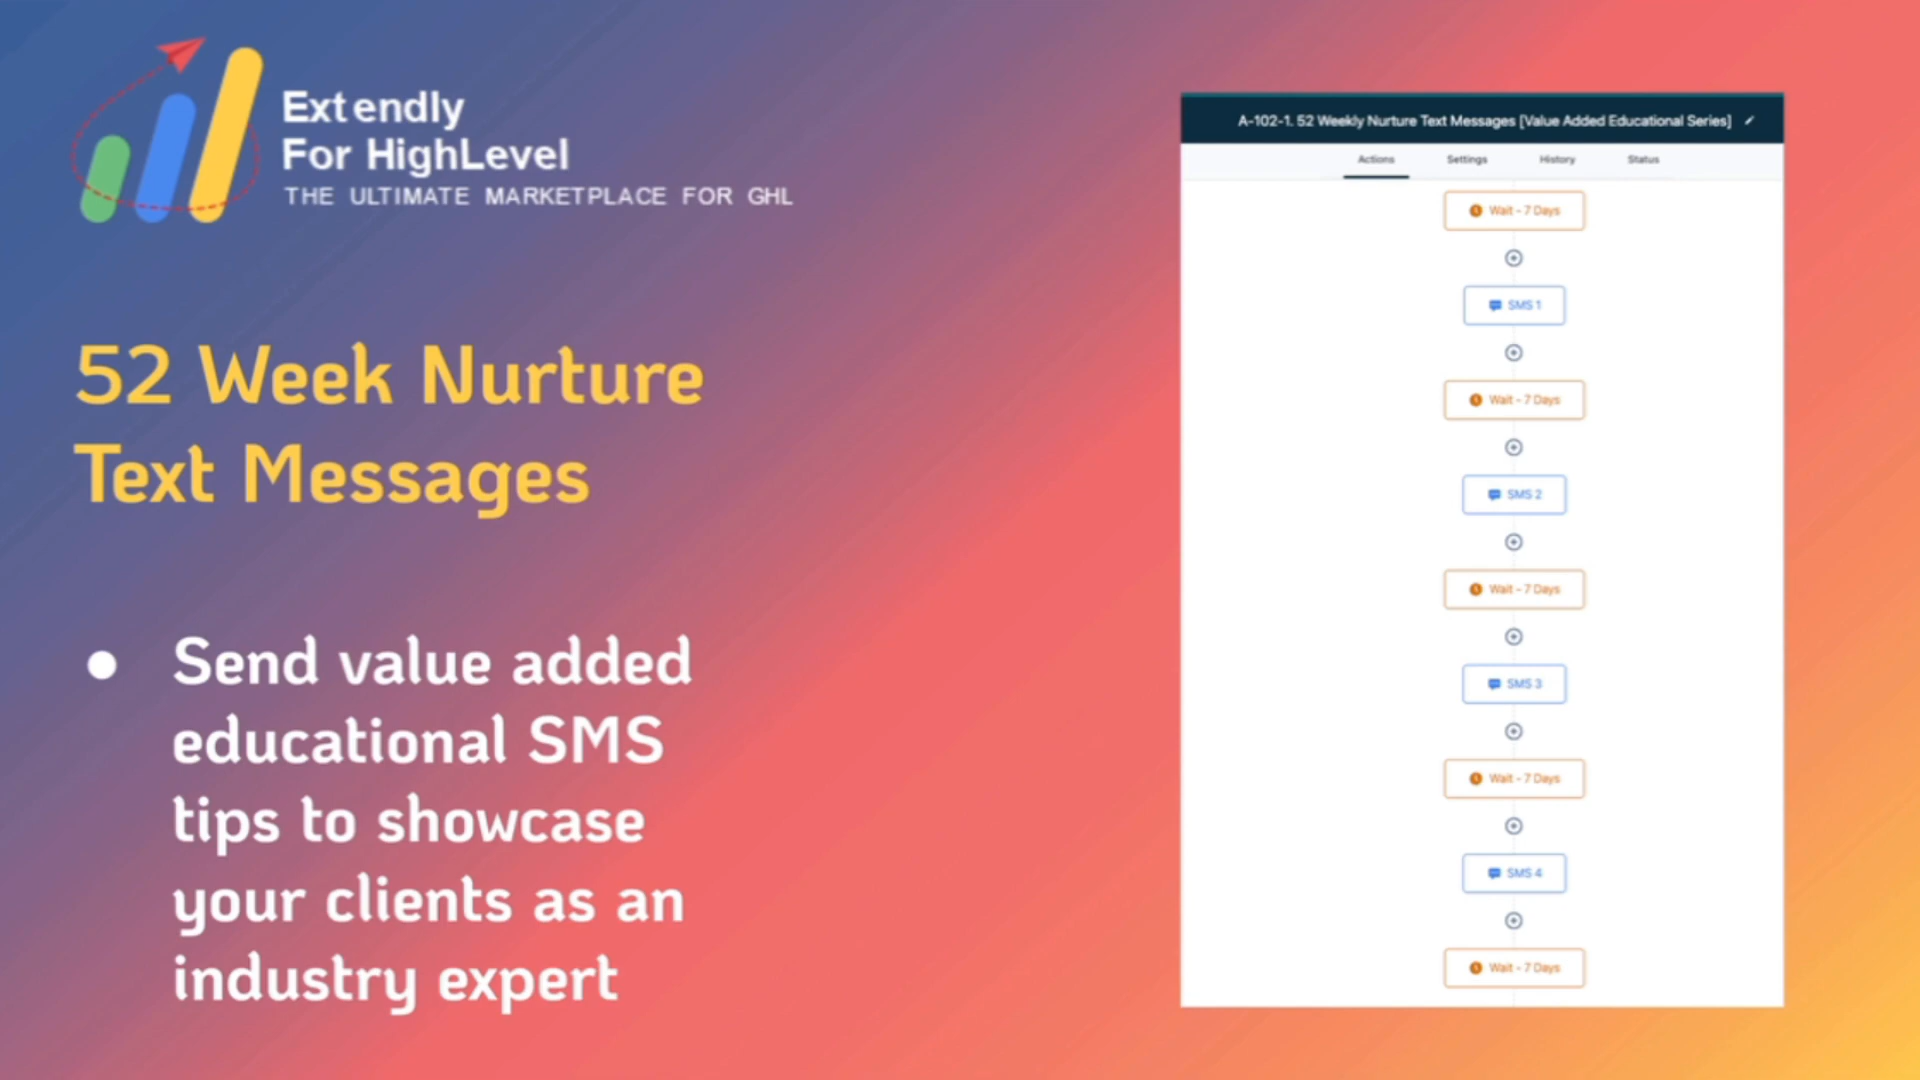 Extendly
For HighLevel
THE ULTIMATE MARKETPLACE FOR GHL
52 Week Nurture
Text Messages
● Send value added
educational SMS
tips to showcase
your clients as an
industry expert
A-102-1. 52 Weekly Nurture Text Messages [Value Added Educational Series]
Actions Settings History Status
Wait - 7 Days
SMS 1
Wait - 7 Days
SMS 2
Wait - 7 Days
SMS 3
Wait - 7 Days
SMS 4
Wait - 7 Days